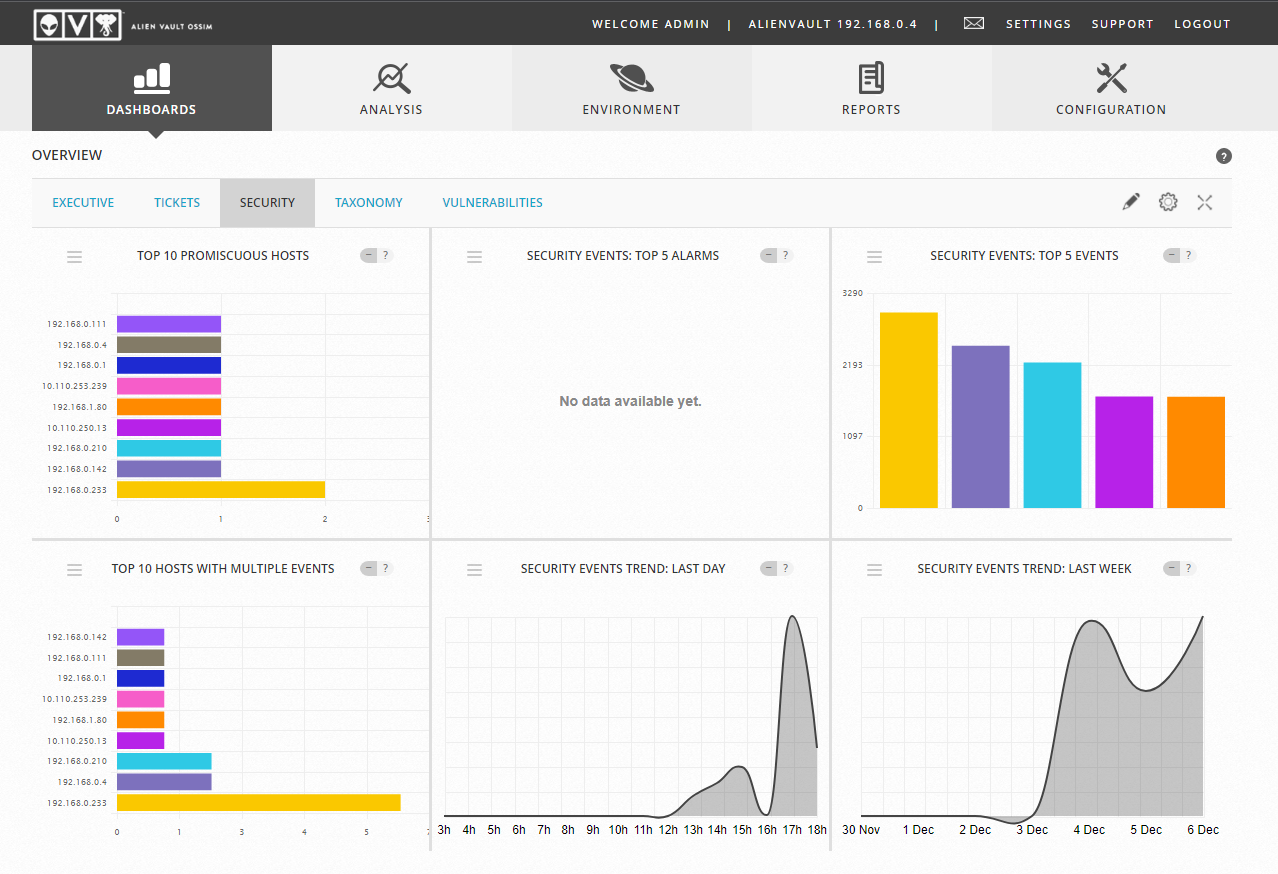 ALIEN VAULT OSSIM
WELCOME ADMIN | ALIENVAULT 192.168.0.4 | SETTINGS SUPPORT LOGOUT
DASHBOARDS ANALYSIS ENVIRONMENT REPORTS CONFIGURATION
OVERVIEW ?
EXECUTIVE TICKETS SECURITY TAXONOMY VULNERABILITIES
TOP 10 PROMISCUOUS HOSTS − ?
192.168.0.111
192.168.0.4
192.168.0.1
10.110.253.239
192.168.1.80
10.110.250.13
192.168.0.210
192.168.0.142
192.168.0.233
0 1 2 3
SECURITY EVENTS: TOP 5 ALARMS − ?
No data available yet.
SECURITY EVENTS: TOP 5 EVENTS − ?
3290
2193
1097
0
TOP 10 HOSTS WITH MULTIPLE EVENTS − ?
192.168.0.142
192.168.0.111
192.168.0.1
10.110.253.239
192.168.1.80
10.110.250.13
192.168.0.210
192.168.0.4
192.168.0.233
0 1 3 4 5
SECURITY EVENTS TREND: LAST DAY − ?
3h 4h 5h 6h 7h 8h 9h 10h 11h 12h 13h 14h 15h 16h 17h 18h
SECURITY EVENTS TREND: LAST WEEK − ?
30 Nov 1 Dec 2 Dec 3 Dec 4 Dec 5 Dec 6 Dec